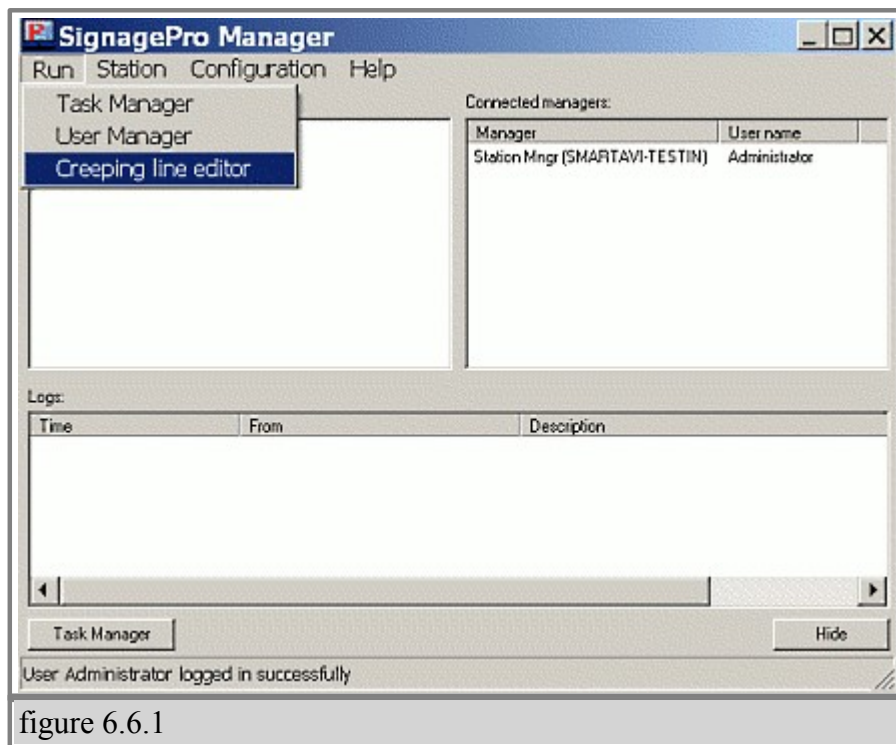 SignagePro Manager
Run Station Configuration Help
Task Manager
User Manager
Creeping line editor
Connected managers:
Manager User name
Station Mngr (SMARTAVI-TESTIN) Administrator
Logs:
Time From Description
Task Manager Hide
User Administrator logged in successfully
figure 6.6.1